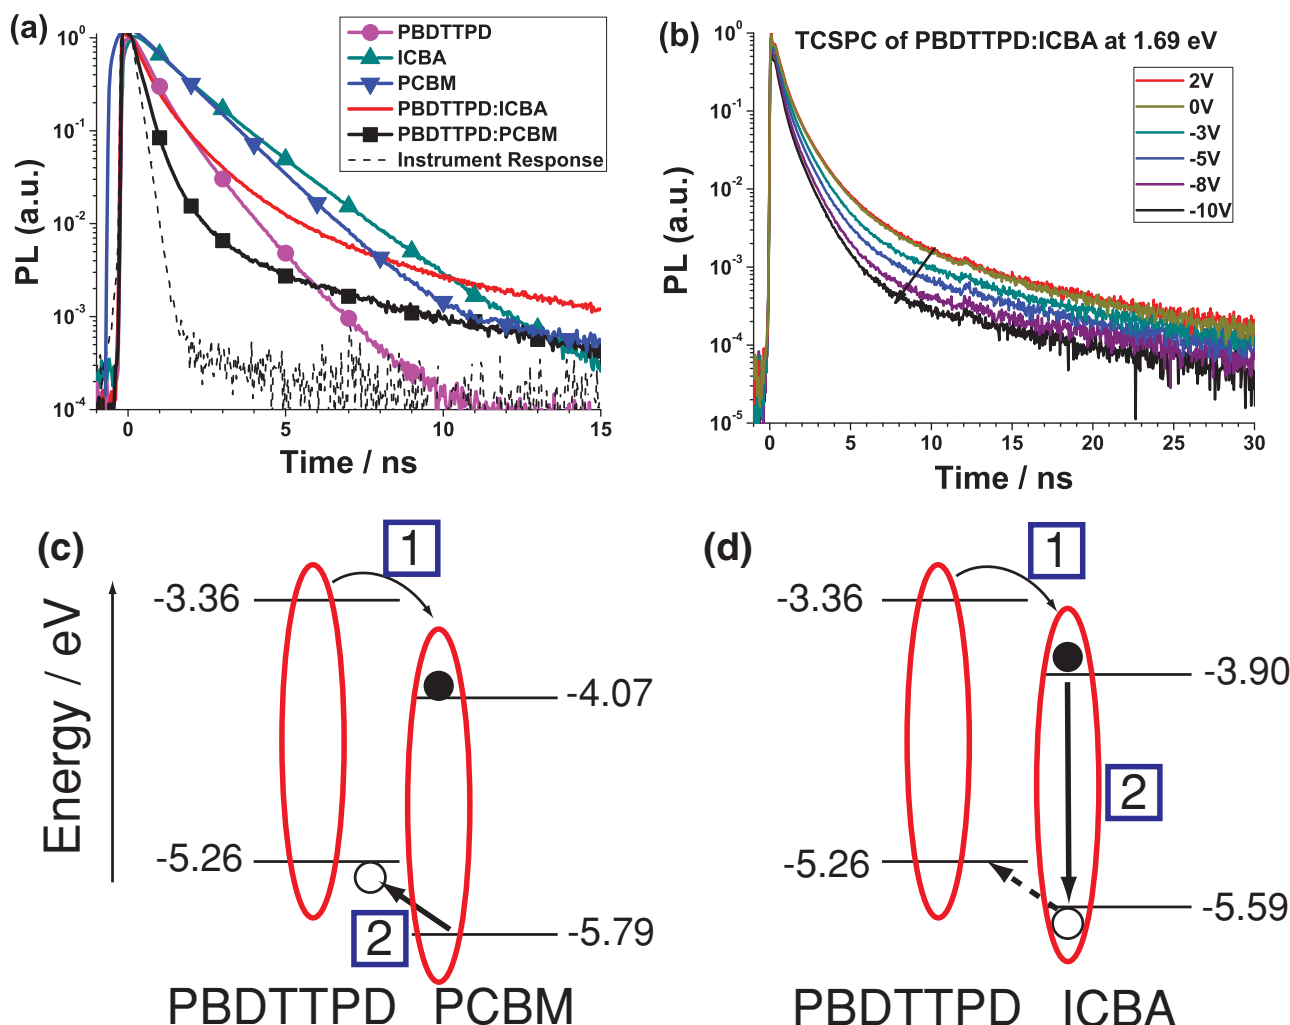 (a)
PBDTTPD
ICBA
PCBM
PBDTTPD:ICBA
PBDTTPD:PCBM
Instrument Response
PL (a.u.)
10^0
10^-1
10^-2
10^-3
10^-4
0 5 10 15
Time / ns
(b)
TCSPC of PBDTTPD:ICBA at 1.69 eV
2V
0V
-3V
-5V
-8V
-10V
PL (a.u.)
10^0
10^-1
10^-2
10^-3
10^-4
10^-5
0 5 10 15 20 25 30
Time / ns
(c)
Energy / eV
1
-3.36
-4.07
-5.26
2
-5.79
PBDTTPD PCBM
(d)
1
-3.36
-3.90
2
-5.26
-5.59
PBDTTPD ICBA